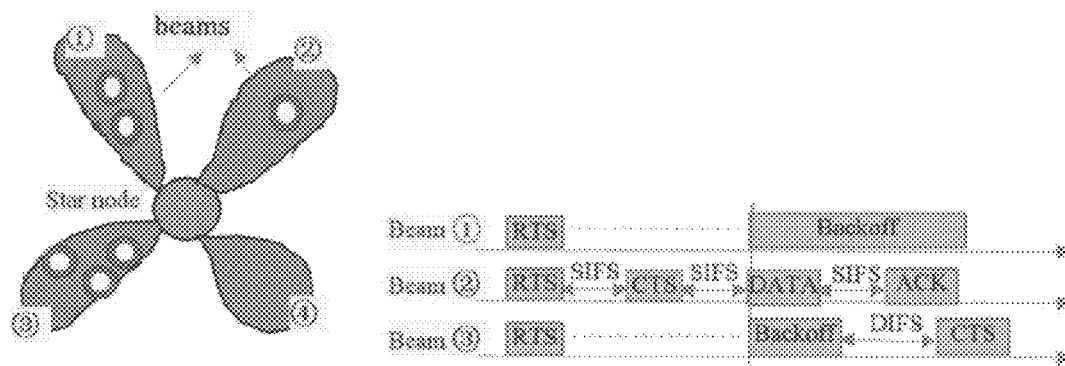 beams
①
②
Star node
③
④
Beam ① RTS Backoff
Beam ② RTS SIFS CTS SIFS DATA SIFS ACK
Beam ③ RTS Backoff DIFS CTS